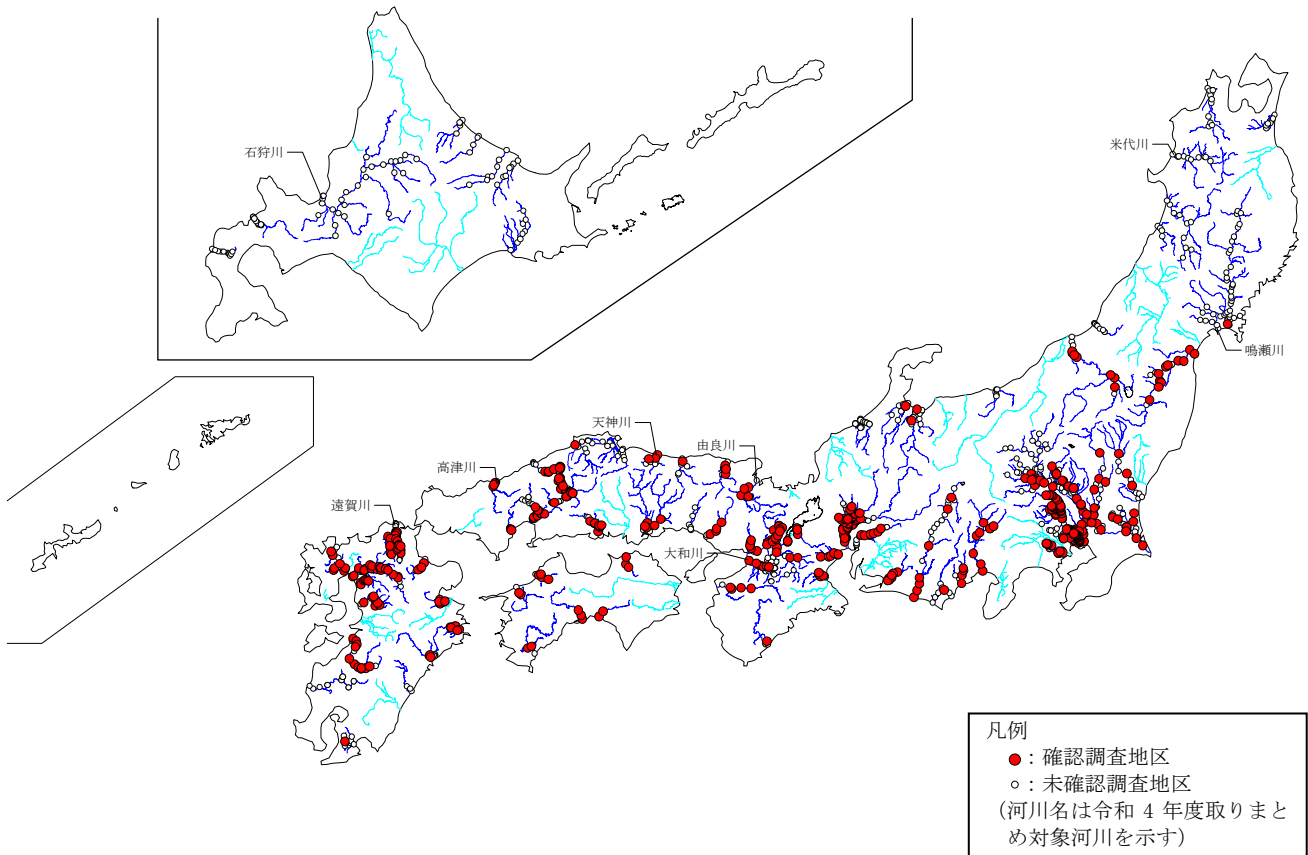 石狩川
米代川
鳴瀬川
天神川
由良川
高津川
遠賀川
大和川
凡例
：確認調査地区
：未確認調査地区
(河川名は令和 4 年度取りまと
め対象河川を示す)